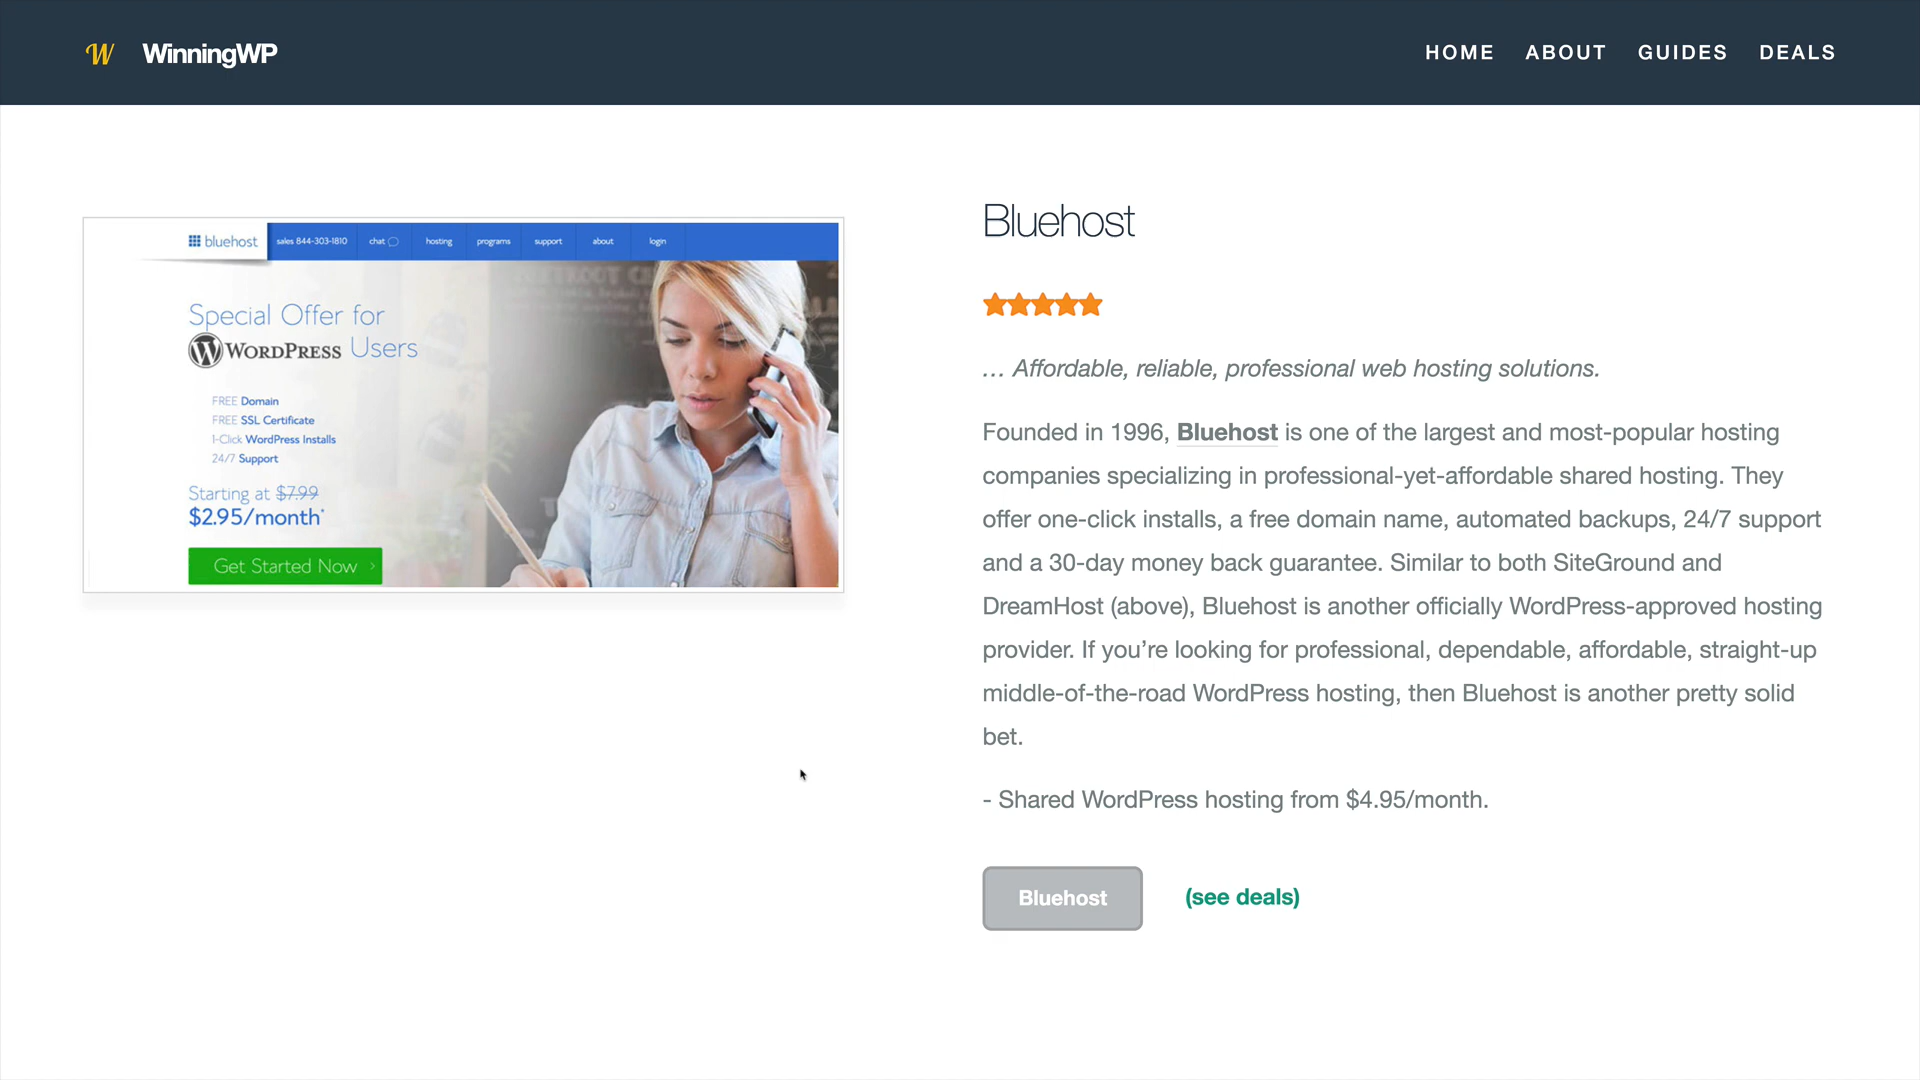 W WinningWP
HOME ABOUT GUIDES DEALS
bluehost sales 844-303-1810 chat hosting programs support about login
Special Offer for
WORDPRESS Users
FREE Domain
FREE SSL Certificate
1-Click WordPress Installs
24/7 Support
Starting at $7.99
$2.95/month*
Get Started Now
Bluehost
… Affordable, reliable, professional web hosting solutions.
Founded in 1996, Bluehost is one of the largest and most-popular hosting
companies specializing in professional-yet-affordable shared hosting. They
offer one-click installs, a free domain name, automated backups, 24/7 support
and a 30-day money back guarantee. Similar to both SiteGround and
DreamHost (above), Bluehost is another officially WordPress-approved hosting
provider. If you’re looking for professional, dependable, affordable, straight-up
middle-of-the-road WordPress hosting, then Bluehost is another pretty solid
bet.
- Shared WordPress hosting from $4.95/month.
Bluehost (see deals)